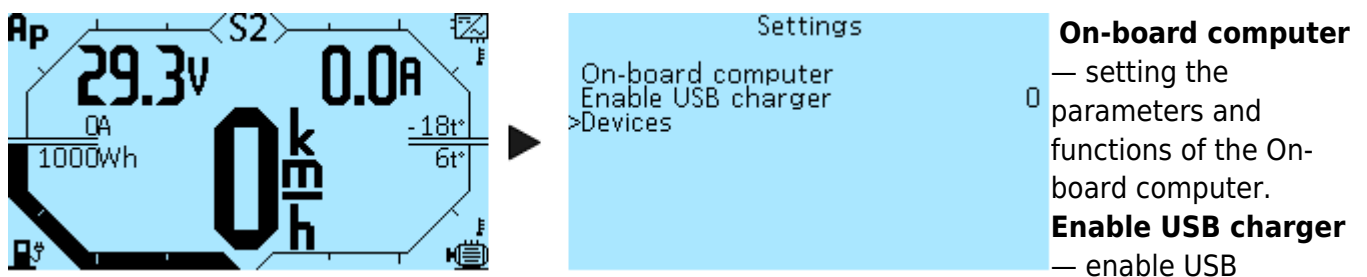 Ap
S2
29.3V
0.0A
0A
1000Wh
0 km/h
-18t°
6t°
Settings
On-board computer
Enable USB charger 0
>Devices
On-board computer
— setting the
parameters and
functions of the On-
board computer.
Enable USB charger
— enable USB